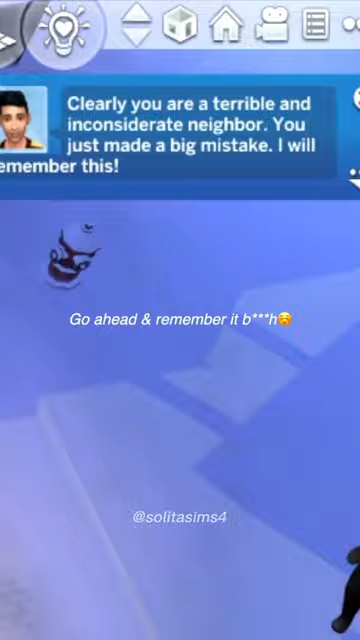 Clearly you are a terrible and
inconsiderate neighbor. You
just made a big mistake. I will
emember this!
Go ahead & remember it b***h☺️
@solitasims4